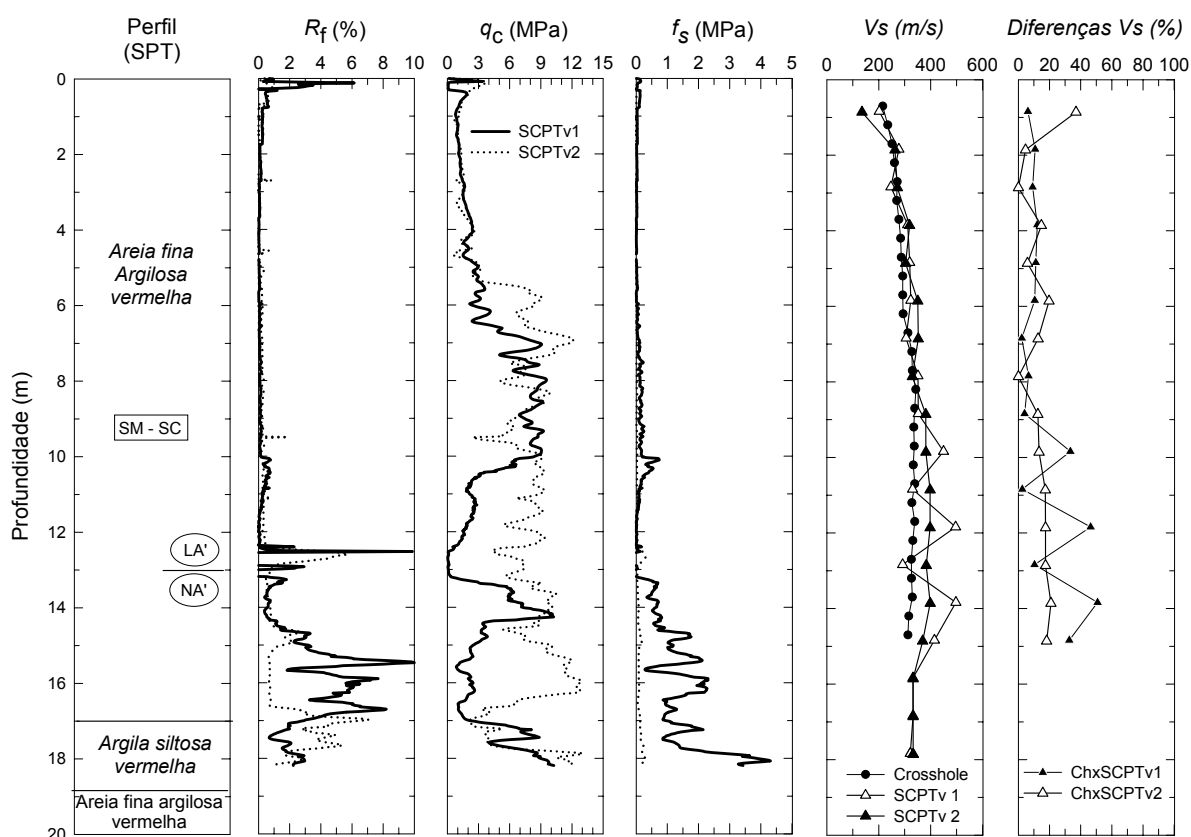 Perfil
(SPT)
Rf (%)
qc (MPa)
fs (MPa)
Vs (m/s)
Diferenças Vs (%)
0 2 4 6 8 10
0 3 6 9 12 15
0 1 2 3 4 5
0 200 400 600
0 20 40 60 80 100
Profundidade (m)
0
2
4
6
8
10
12
14
16
18
20
Areia fina
Argilosa
vermelha
SM - SC
LA'
NA'
Argila siltosa
vermelha
Areia fina argilosa
vermelha
SCPTv1
SCPTv2
Crosshole
SCPTv 1
SCPTv 2
ChxSCPTv1
ChxSCPTv2